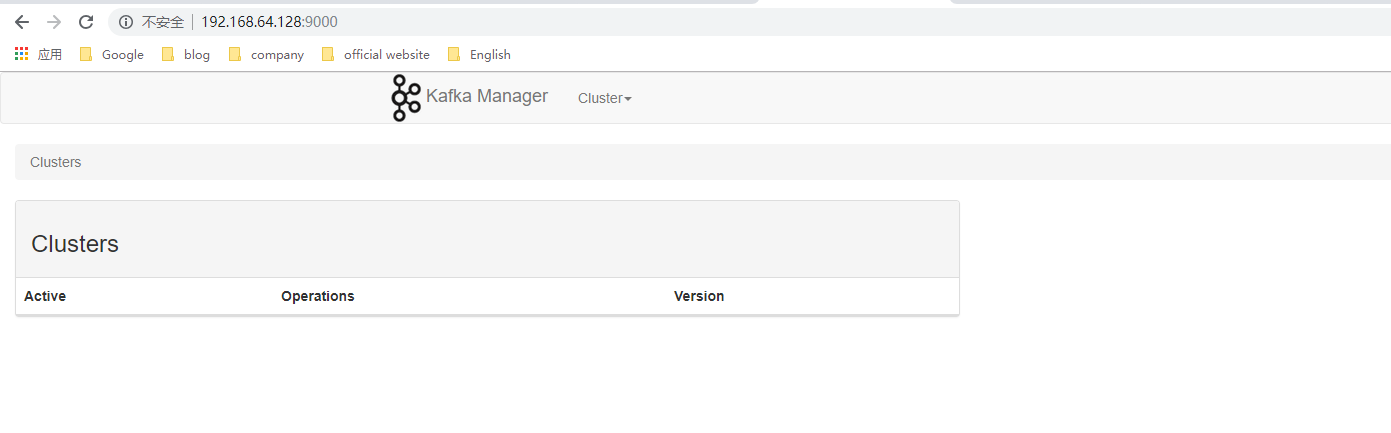 不安全 192.168.64.128:9000
应用 Google blog company official website English
Kafka Manager Cluster
Clusters
Clusters
Active Operations Version